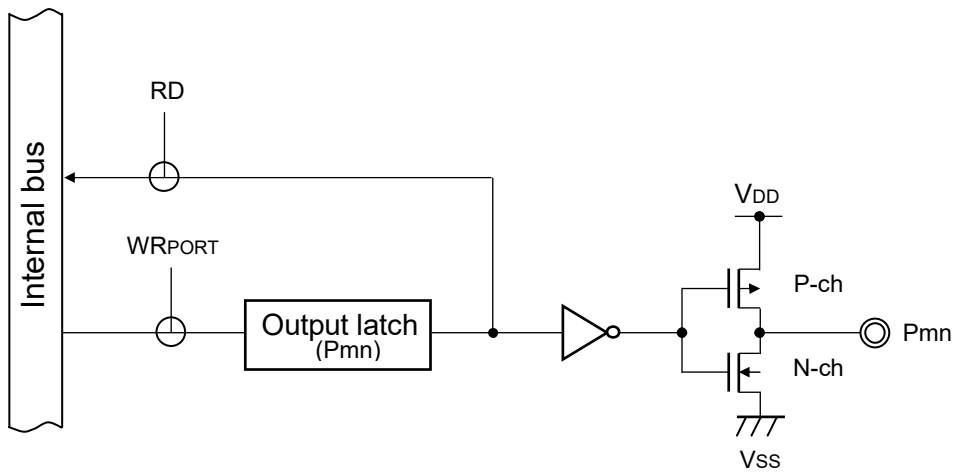 Internal bus
RD
WRPORT
Output latch
(Pmn)
VDD
P-ch
Pmn
N-ch
VSS